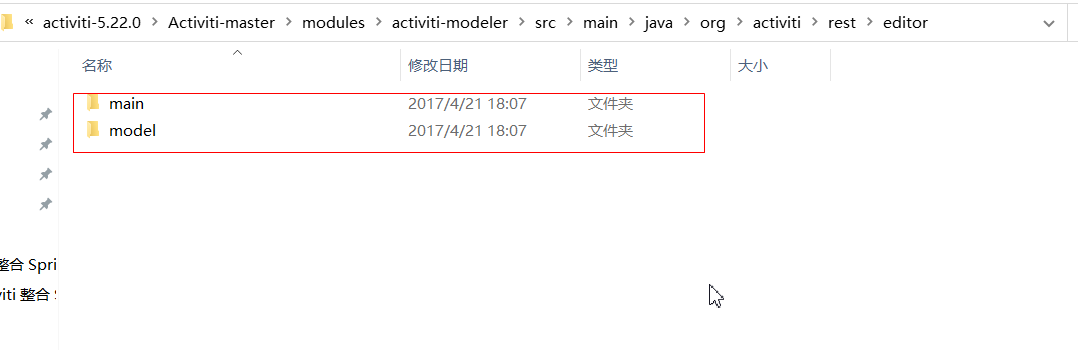 « activiti-5.22.0 > Activiti-master > modules > activiti-modeler > src > main > java > org > activiti > rest > editor
名称 修改日期 类型 大小
main 2017/4/21 18:07 文件夹
model 2017/4/21 18:07 文件夹
整合 Spri
viti 整合